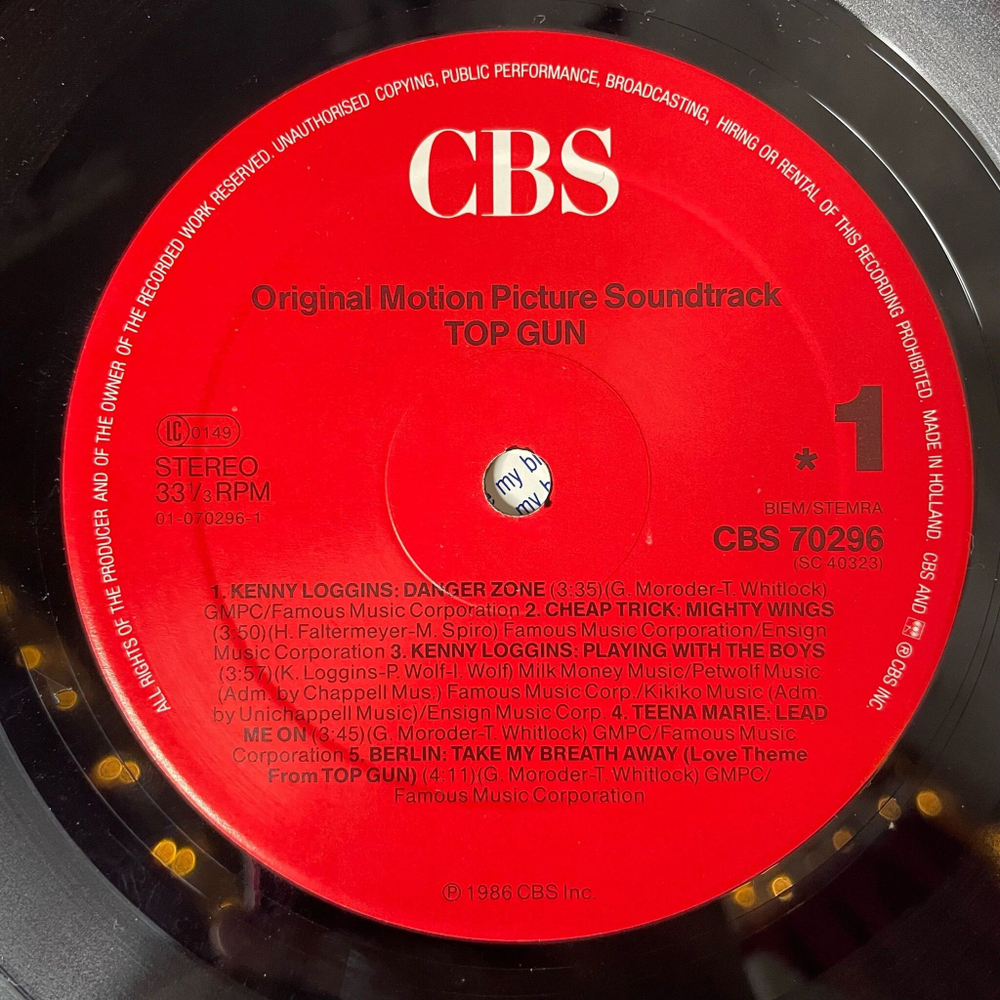 ALL RIGHTS OF THE PRODUCER AND OF THE OWNER OF THE RECORDED WORK RESERVED. UNAUTHORISED COPYING, PUBLIC PERFORMANCE, BROADCASTING, HIRING OR RENTAL OF THIS RECORDING PROHIBITED. MADE IN HOLLAND. CBS AND ® CBS INC.
CBS
Original Motion Picture Soundtrack
TOP GUN
LC 0149
STEREO
33 1/3 RPM
01-070296-1
1
*
BIEM/STEMRA
CBS 70296
(SC 40323)
my
my
1. KENNY LOGGINS: DANGER ZONE (3:35)(G. Moroder-T. Whitlock)
GMPC/Famous Music Corporation 2. CHEAP TRICK: MIGHTY WINGS
(3:50)(H. Faltermeyer-M. Spiro) Famous Music Corporation/Ensign
Music Corporation 3. KENNY LOGGINS: PLAYING WITH THE BOYS
(3:57)(K. Loggins-P. Wolf-I. Wolf) Milk Money Music/Petwolf Music
(Adm. by Chappell Mus.) Famous Music Corp./Kikiko Music (Adm.
by Unichappell Music)/Ensign Music Corp. 4. TEENA MARIE: LEAD
ME ON (3:45)(G. Moroder-T. Whitlock) GMPC/Famous Music
Corporation 5. BERLIN: TAKE MY BREATH AWAY (Love Theme
From TOP GUN) (4:11)(G. Moroder-T. Whitlock) GMPC/
Famous Music Corporation
℗ 1986 CBS Inc.